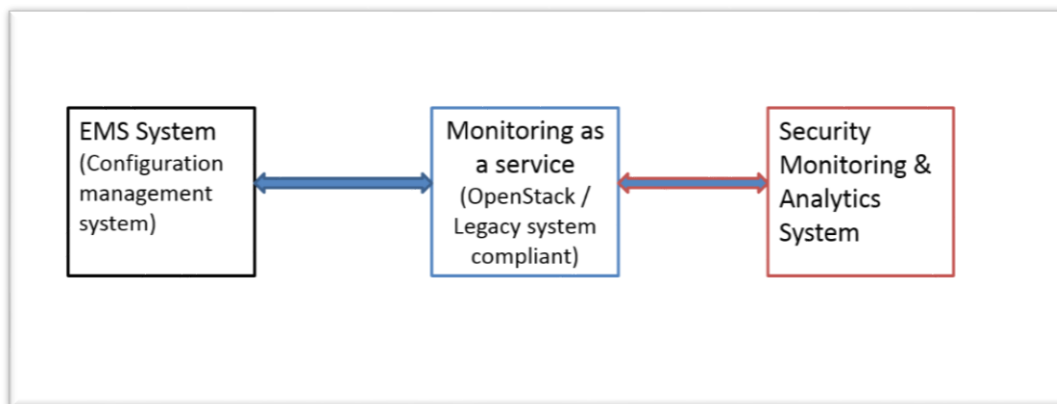 EMS System
(Configuration
management
system)
Monitoring as
a service
(OpenStack /
Legacy system
compliant)
Security
Monitoring &
Analytics
System